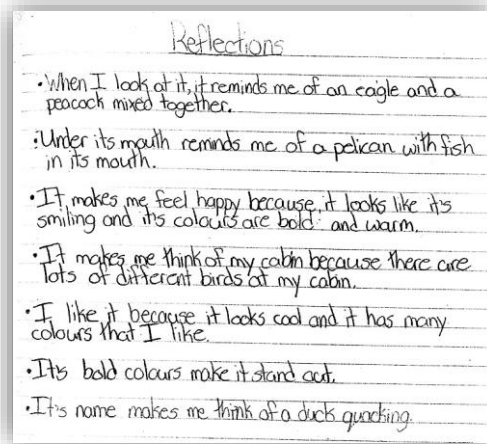 Reflections
•When I look at it, it reminds me of an eagle and a
peacock mixed together.
•Under its mouth reminds me of a pelican with fish
in its mouth.
•It makes me feel happy because it looks like it's
smiling and its colours are bold and warm.
•It makes me think of my cabin because there are
lots of different birds at my cabin.
•I like it because it looks cool and it has many
colours that I like.
•Its bold colours make it stand out.
•It's name makes me think of a duck quacking.